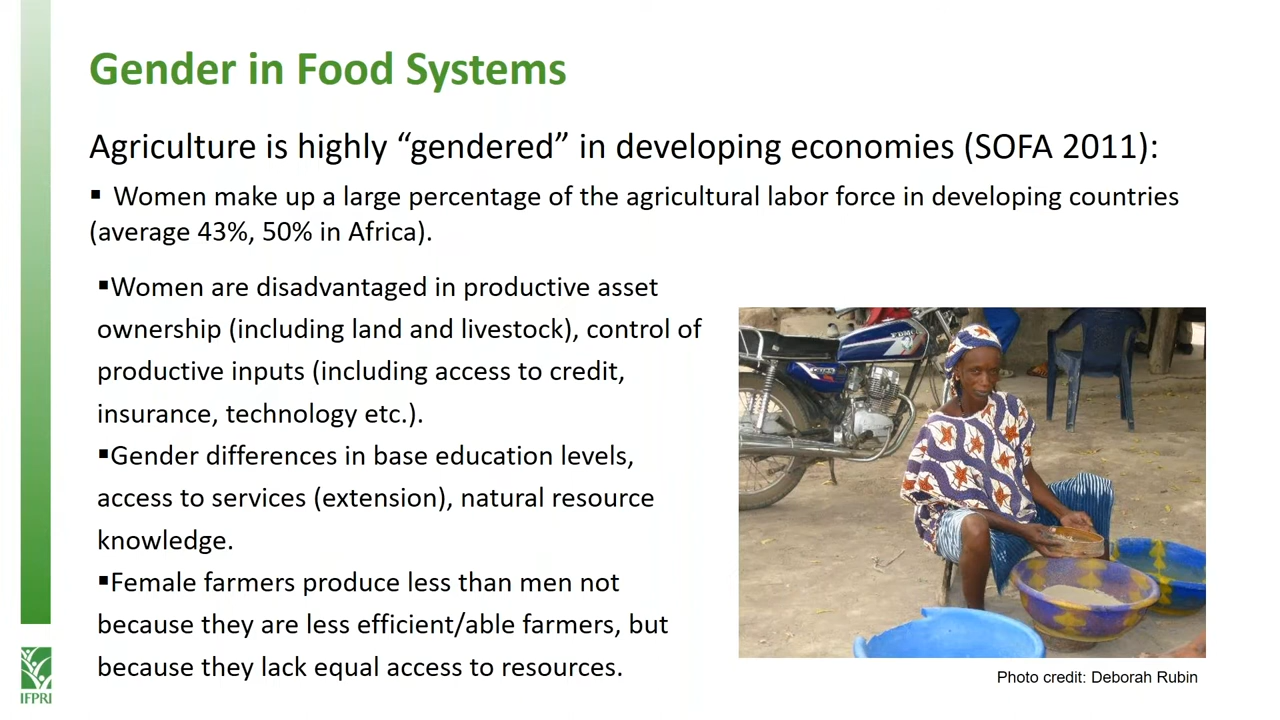 Gender in Food Systems
Agriculture is highly “gendered” in developing economies (SOFA 2011):
▪ Women make up a large percentage of the agricultural labor force in developing countries
(average 43%, 50% in Africa).
▪Women are disadvantaged in productive asset
ownership (including land and livestock), control of
productive inputs (including access to credit,
insurance, technology etc.).
▪Gender differences in base education levels,
access to services (extension), natural resource
knowledge.
▪Female farmers produce less than men not
because they are less efficient/able farmers, but
because they lack equal access to resources.
Photo credit: Deborah Rubin
IFPRI